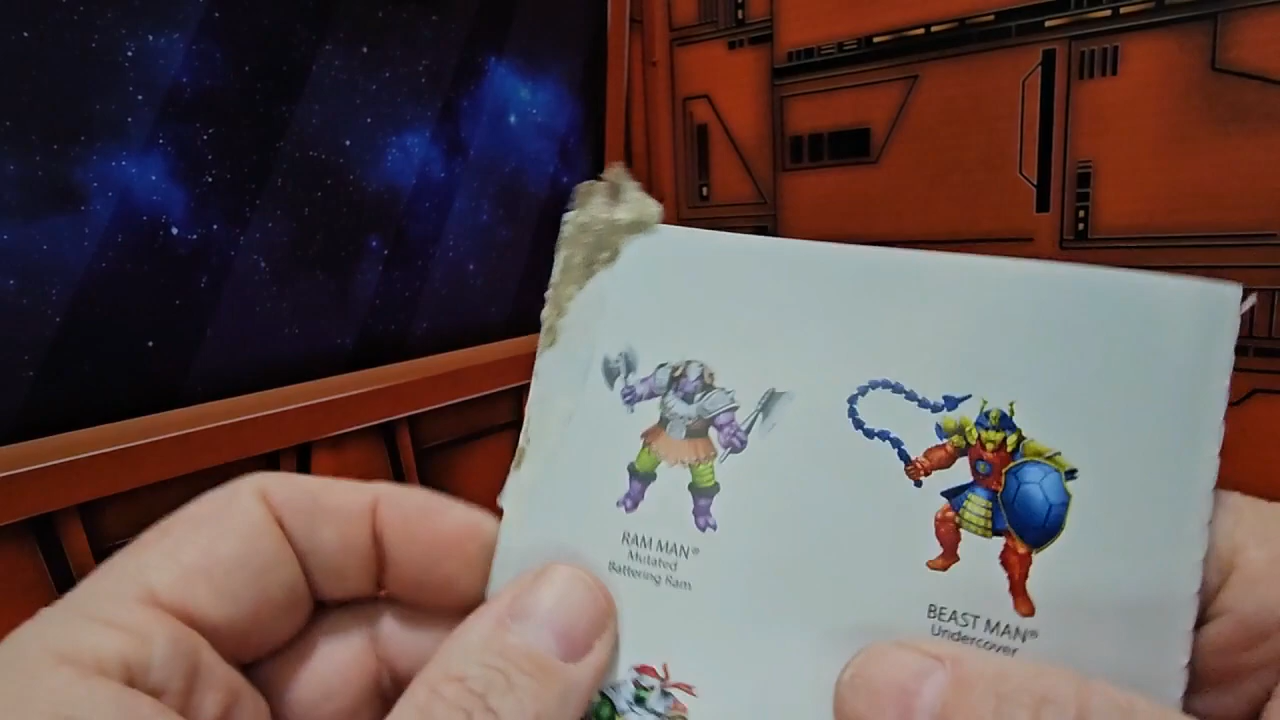 RAM MAN®
Mutated
Battering Ram
BEAST MAN®
Undercover